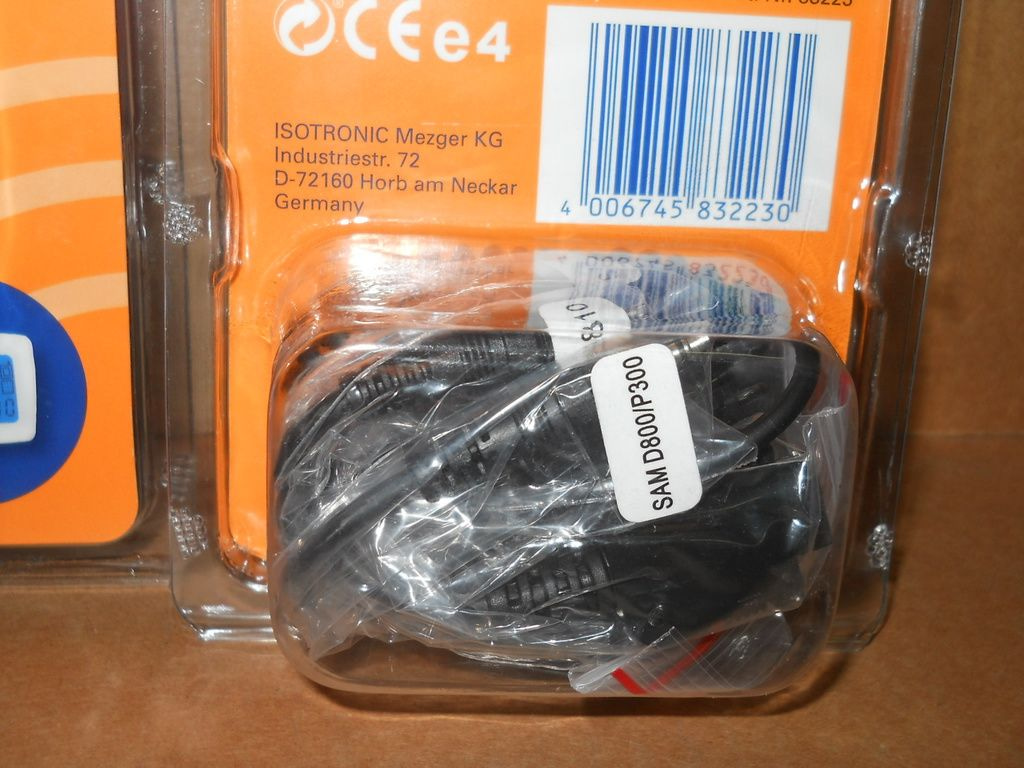 CE e4
ISOTRONIC Mezger KG
Industriestr. 72
D-72160 Horb am Neckar
Germany
4 006745 832230
SAM D800/P300